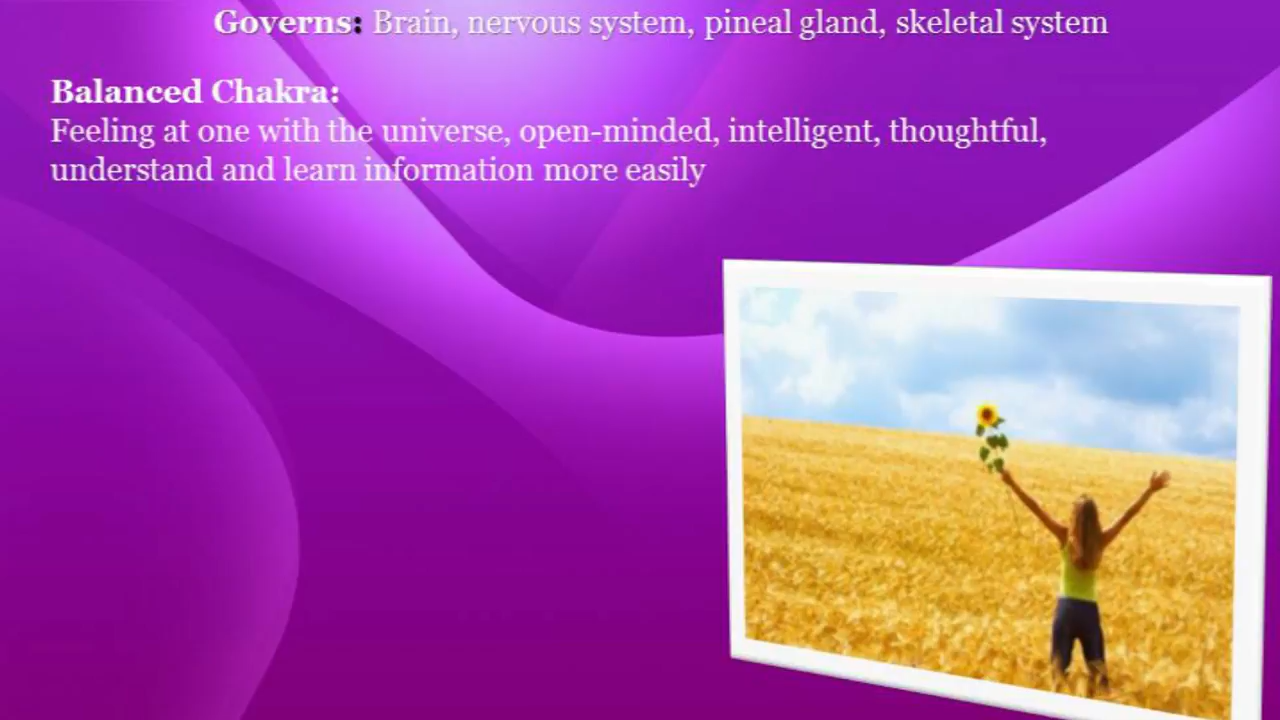 Governs: Brain, nervous system, pineal gland, skeletal system
Balanced Chakra:
Feeling at one with the universe, open-minded, intelligent, thoughtful,
understand and learn information more easily